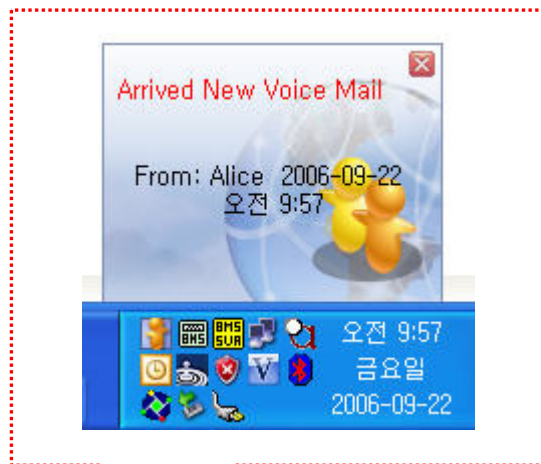 Arrived New Voice Mail
From: Alice 2006-09-22
오전 9:57
BMS
BMS
SVR
V
오전 9:57
금요일
2006-09-22